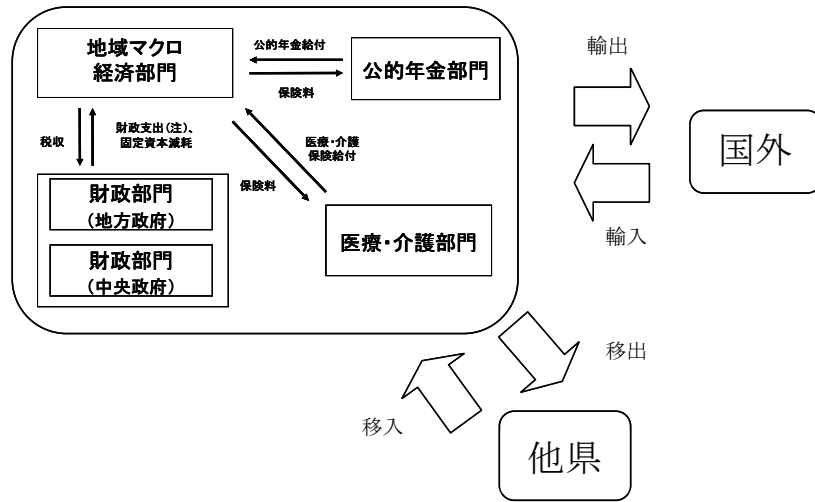 地域マクロ
経済部門
公的年金給付
保険料
公的年金部門
税収
財政支出(注)、
固定資本減耗
医療・介護
保険給付
保険料
財政部門
(地方政府)
財政部門
(中央政府)
医療・介護部門
輸出
国外
輸入
移出
移入
他県